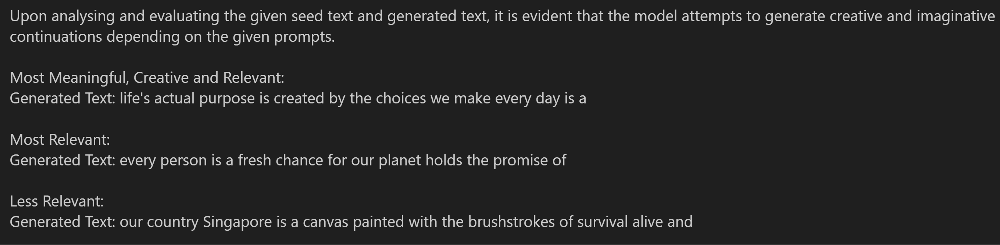 Upon analysing and evaluating the given seed text and generated text, it is evident that the model attempts to generate creative and imaginative
continuations depending on the given prompts.
Most Meaningful, Creative and Relevant:
Generated Text: life's actual purpose is created by the choices we make every day is a
Most Relevant:
Generated Text: every person is a fresh chance for our planet holds the promise of
Less Relevant:
Generated Text: our country Singapore is a canvas painted with the brushstrokes of survival alive and